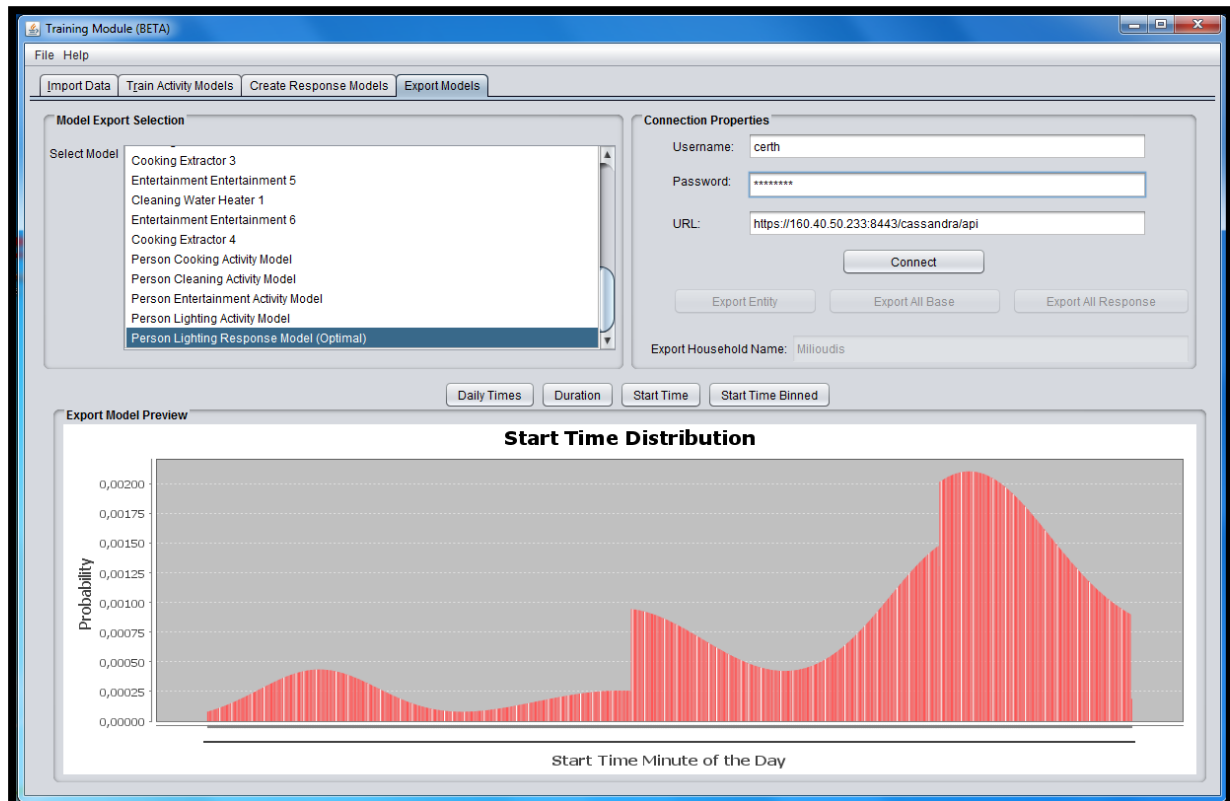 Training Module (BETA)
File Help
Import Data Train Activity Models Create Response Models Export Models
Model Export Selection
Select Model
Cooking Extractor 3
Entertainment Entertainment 5
Cleaning Water Heater 1
Entertainment Entertainment 6
Cooking Extractor 4
Person Cooking Activity Model
Person Cleaning Activity Model
Person Entertainment Activity Model
Person Lighting Activity Model
Person Lighting Response Model (Optimal)
Connection Properties
Username: certh
Password: ********
URL: https://160.40.50.233:8443/cassandra/api
Connect
Export Entity Export All Base Export All Response
Export Household Name: Milioudis
Daily Times Duration Start Time Start Time Binned
Export Model Preview
Start Time Distribution
Probability
0,00200
0,00175
0,00150
0,00125
0,00100
0,00075
0,00050
0,00025
0,00000
Start Time Minute of the Day